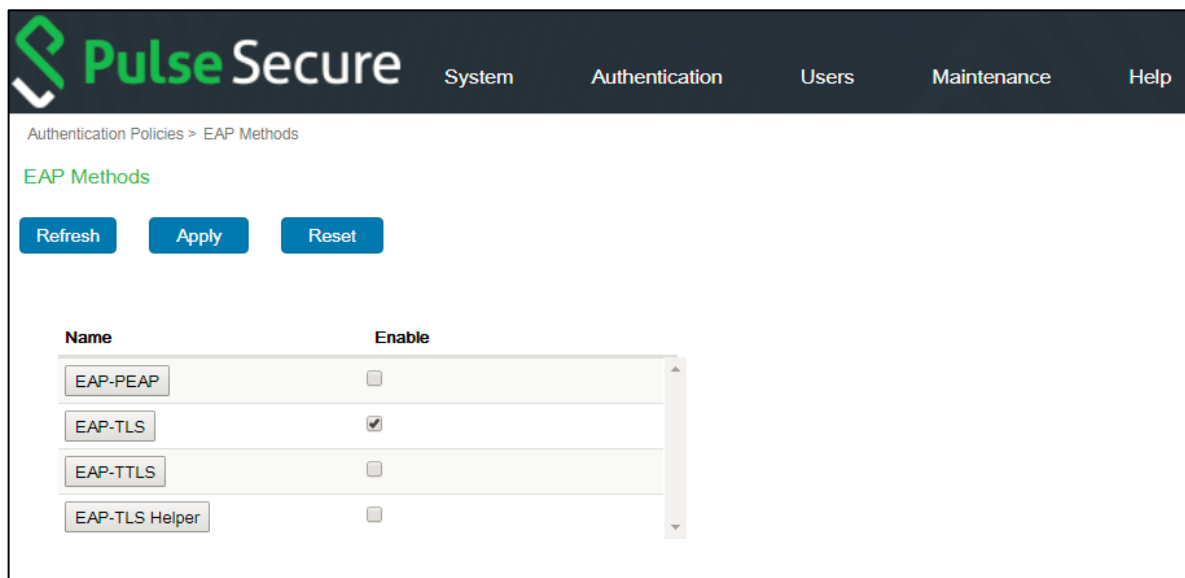 Pulse Secure System Authentication Users Maintenance Help
Authentication Policies > EAP Methods
EAP Methods
Refresh Apply Reset
Name Enable
EAP-PEAP
EAP-TLS
EAP-TTLS
EAP-TLS Helper